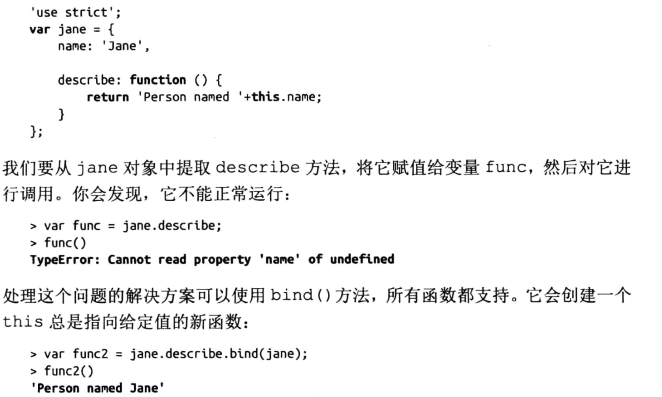 'use strict';
var jane = {
    name: 'Jane',
    describe: function () {
        return 'Person named '+this.name;
    }
};
我们要从 jane 对象中提取 describe 方法，将它赋值给变量 func，然后对它进
行调用。你会发现，它不能正常运行：
> var func = jane.describe;
> func()
TypeError: Cannot read property 'name' of undefined
处理这个问题的解决方案可以使用 bind()方法，所有函数都支持。它会创建一个
this 总是指向给定值的新函数：
> var func2 = jane.describe.bind(jane);
> func2()
'Person named Jane'